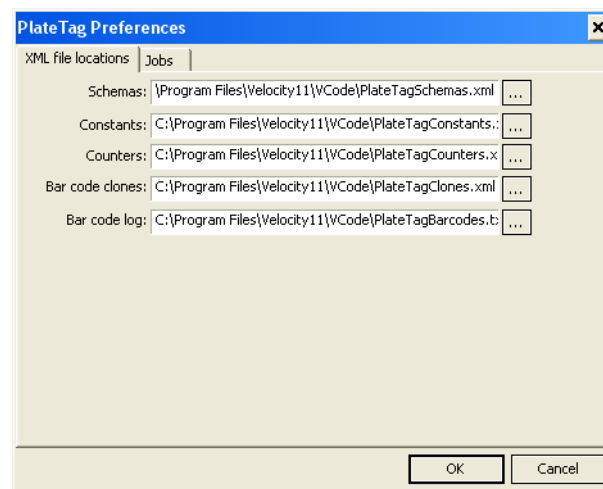 PlateTag Preferences
XML file locations Jobs
Schemas: \Program Files\Velocity11\VCode\PlateTagSchemas.xml ...
Constants: C:\Program Files\Velocity11\VCode\PlateTagConstants.: ...
Counters: C:\Program Files\Velocity11\VCode\PlateTagCounters.x ...
Bar code clones: C:\Program Files\Velocity11\VCode\PlateTagClones.xml ...
Bar code log: C:\Program Files\Velocity11\VCode\PlateTagBarcodes.t: ...
OK Cancel